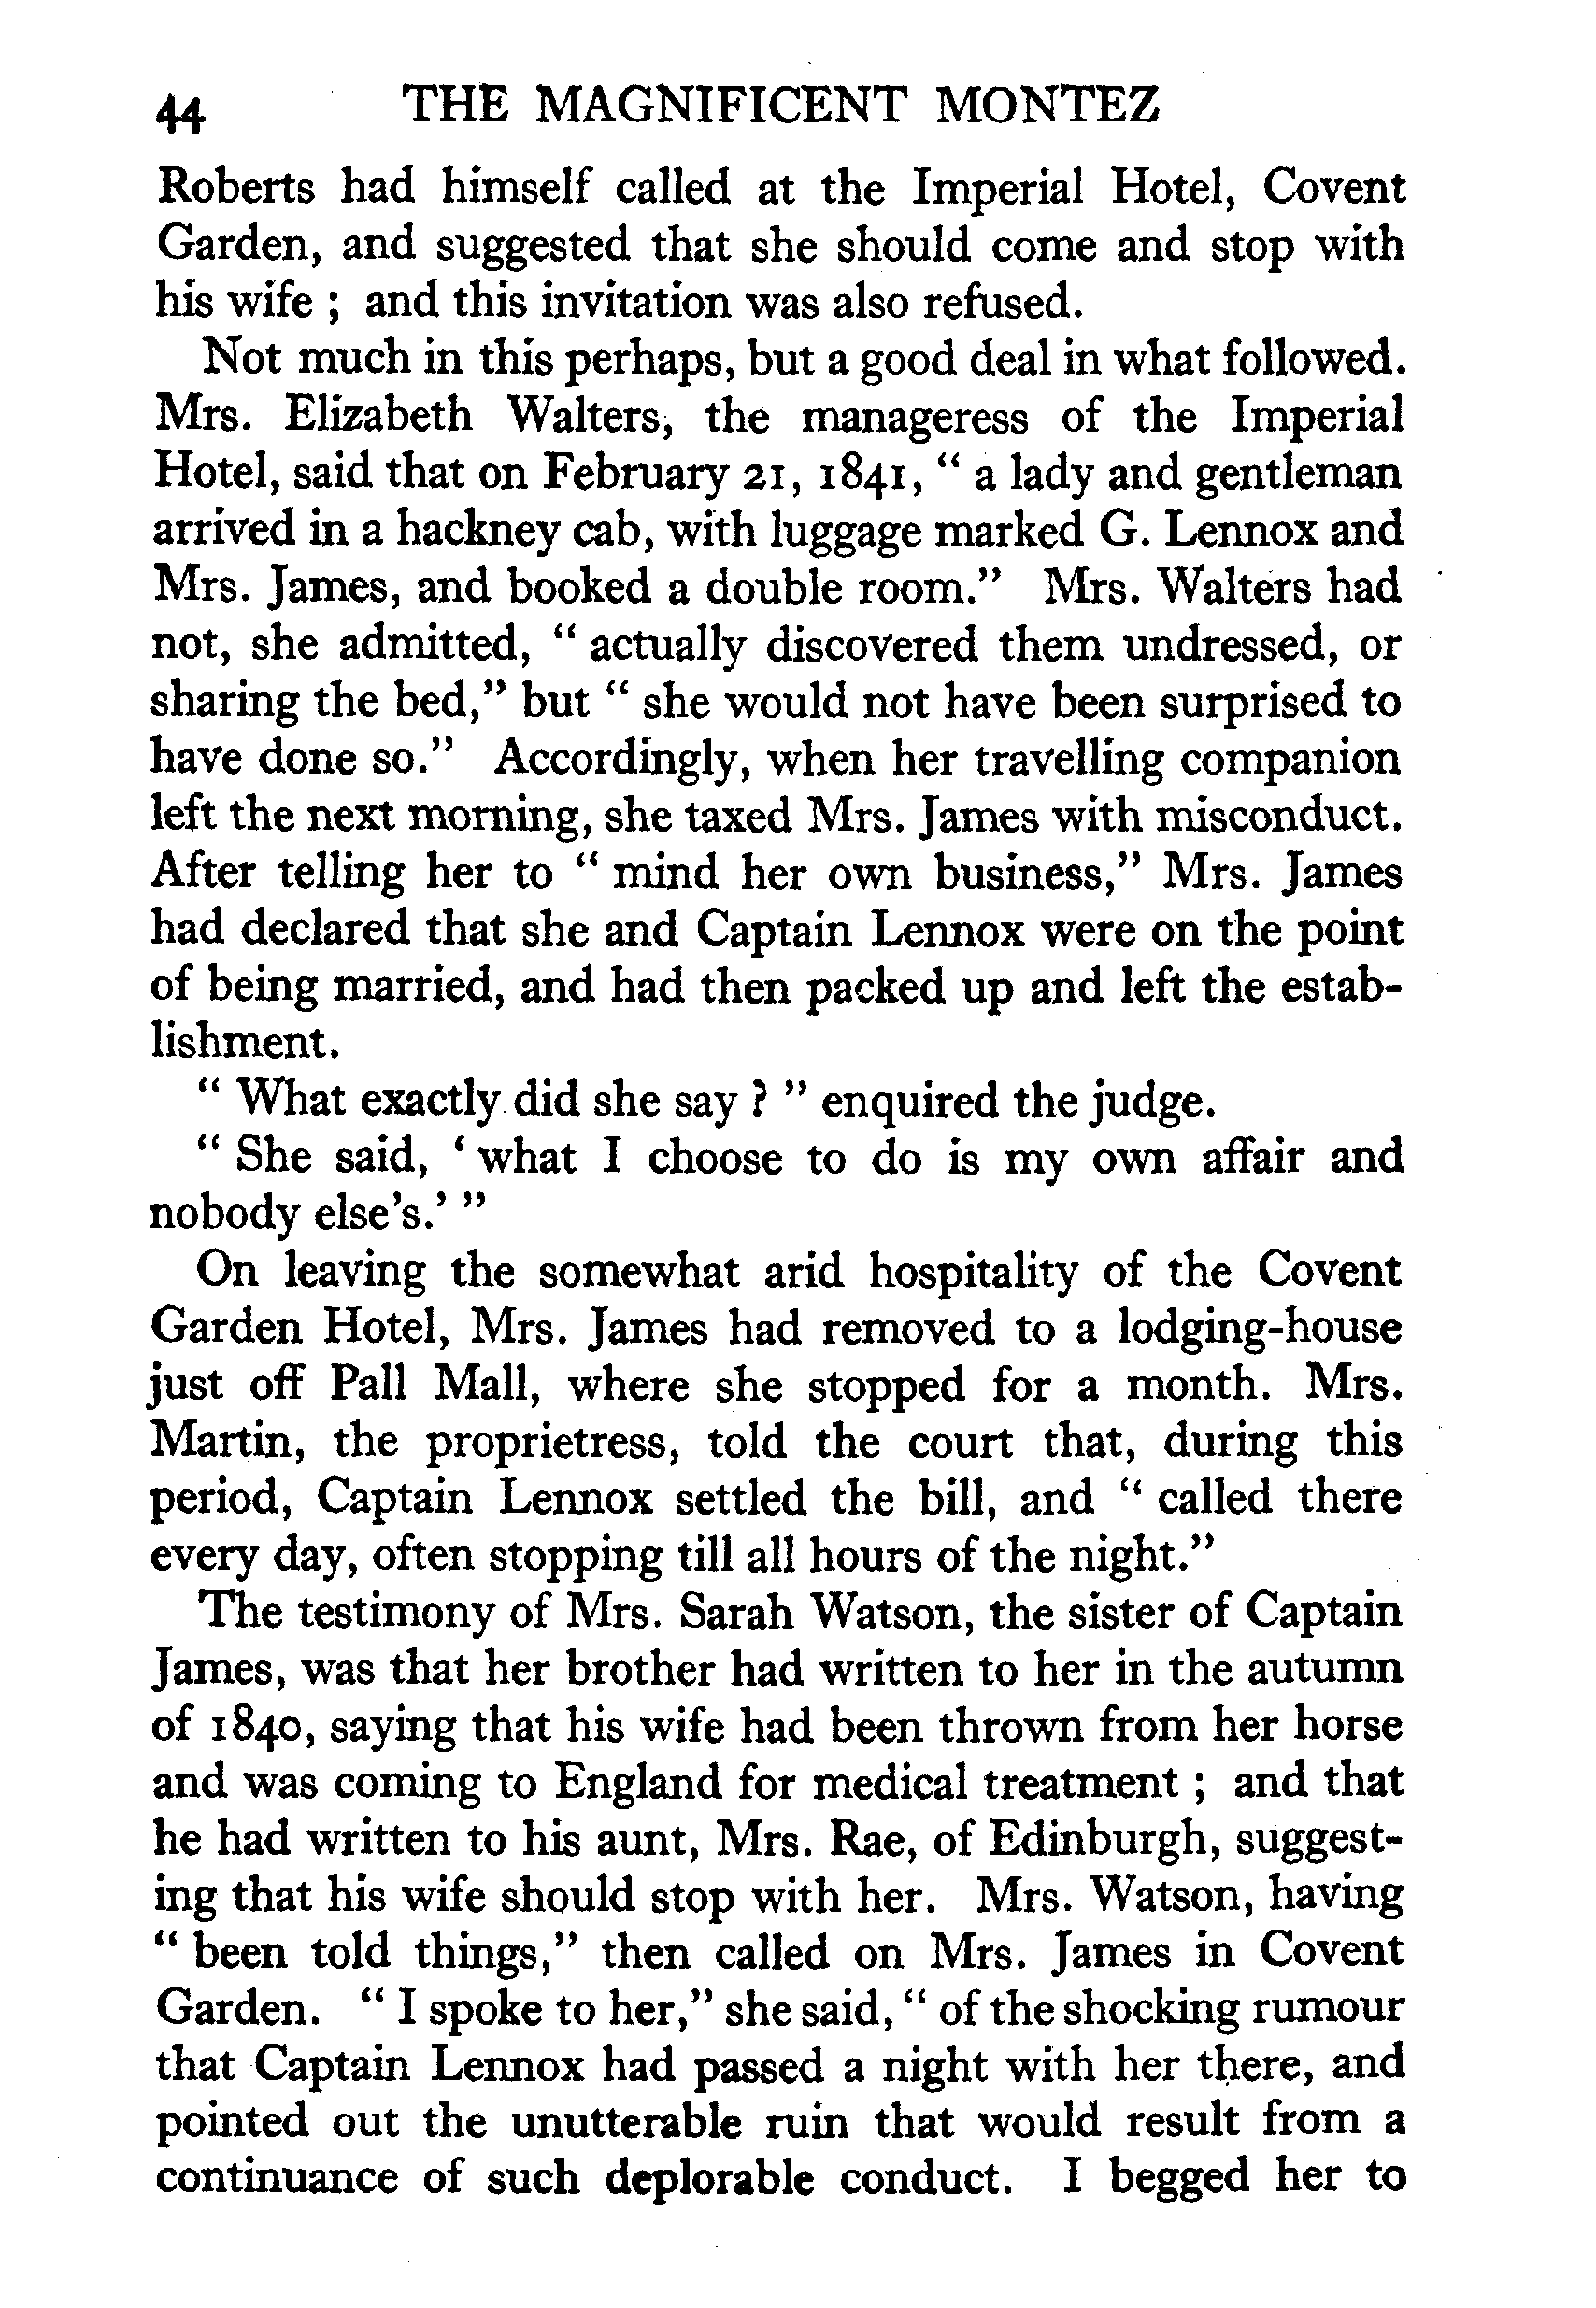 44 THE MAGNIFICENT MONTEZ
Roberts had himself called at the Imperial Hotel, Covent
Garden, and suggested that she should come and stop with
his wife ; and this invitation was also refused.
Not much in this perhaps, but a good deal in what followed.
Mrs. Elizabeth Walters, the manageress of the Imperial
Hotel, said that on February 21, 1841, “ a lady and gentleman
arrived in a hackney cab, with luggage marked G. Lennox and
Mrs. James, and booked a double room.” Mrs. Walters had
not, she admitted, “ actually discovered them undressed, or
sharing the bed,” but “ she would not have been surprised to
have done so.” Accordingly, when her travelling companion
left the next morning, she taxed Mrs. James with misconduct.
After telling her to “ mind her own business,” Mrs. James
had declared that she and Captain Lennox were on the point
of being married, and had then packed up and left the estab-
lishment.
“ What exactly did she say ? ” enquired the judge.
“ She said, ‘ what I choose to do is my own affair and
nobody else's.’ ”
On leaving the somewhat arid hospitality of the Covent
Garden Hotel, Mrs. James had removed to a lodging-house
just off Pall Mall, where she stopped for a month. Mrs.
Martin, the proprietress, told the court that, during this
period, Captain Lennox settled the bill, and “ called there
every day, often stopping till all hours of the night.”
The testimony of Mrs. Sarah Watson, the sister of Captain
James, was that her brother had written to her in the autumn
of 1840, saying that his wife had been thrown from her horse
and was coming to England for medical treatment ; and that
he had written to his aunt, Mrs. Rae, of Edinburgh, suggest-
ing that his wife should stop with her. Mrs. Watson, having
“ been told things,” then called on Mrs. James in Covent
Garden. “ I spoke to her,” she said, “ of the shocking rumour
that Captain Lennox had passed a night with her there, and
pointed out the unutterable ruin that would result from a
continuance of such deplorable conduct. I begged her to